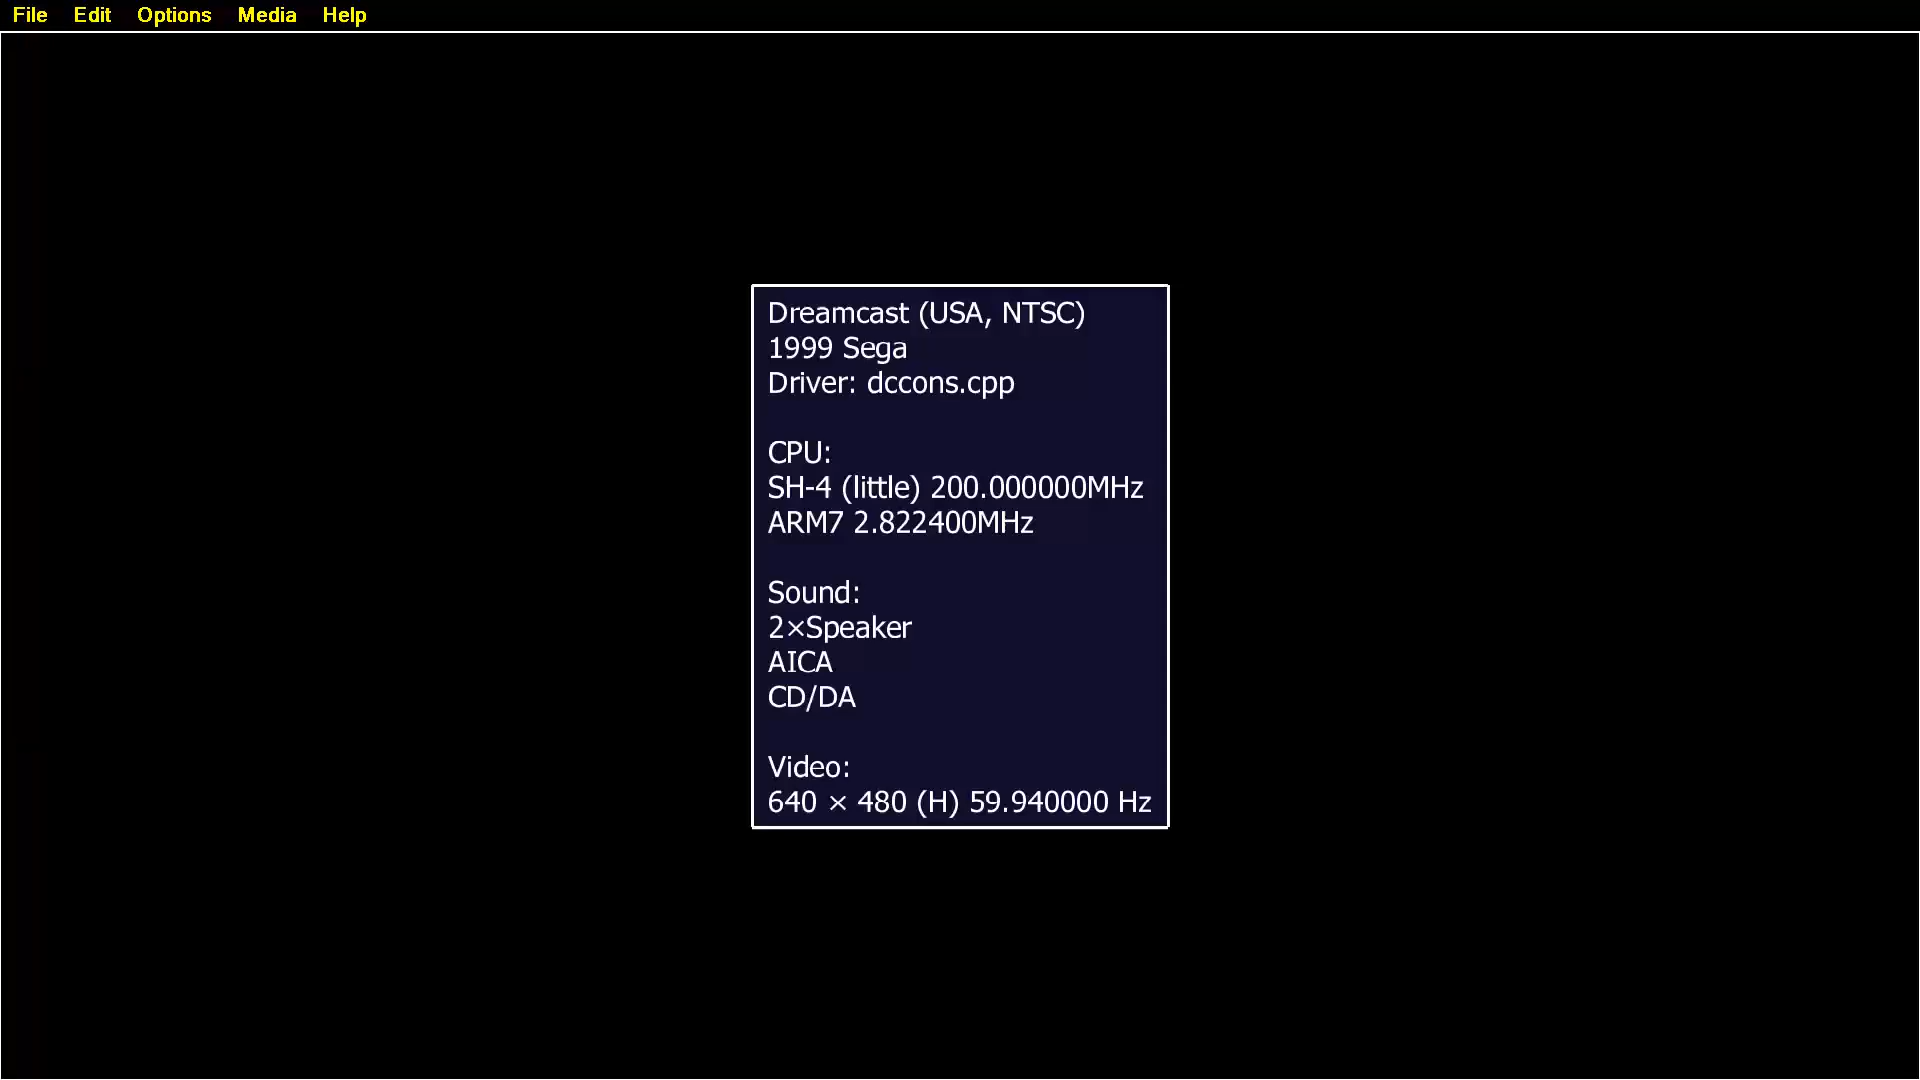 File Edit Options Media Help
Dreamcast (USA, NTSC)
1999 Sega
Driver: dccons.cpp
CPU:
SH-4 (little) 200.000000MHz
ARM7 2.822400MHz
Sound:
2×Speaker
AICA
CD/DA
Video:
640 × 480 (H) 59.940000 Hz